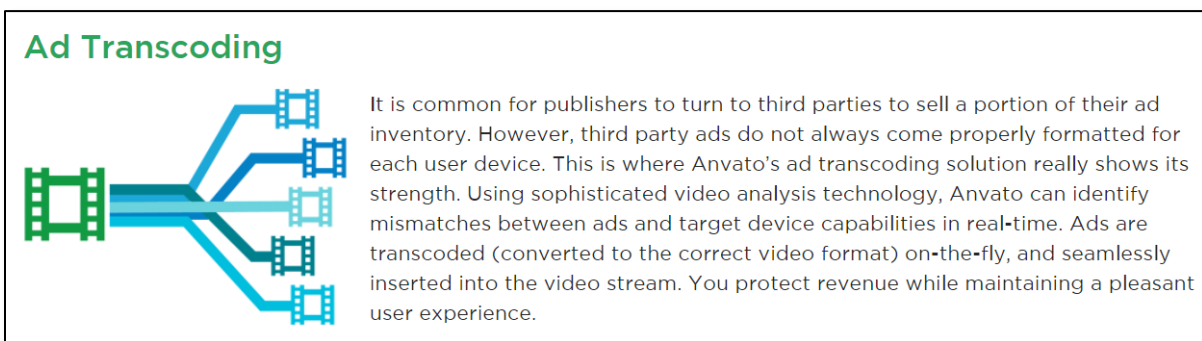 Ad Transcoding
It is common for publishers to turn to third parties to sell a portion of their ad
inventory. However, third party ads do not always come properly formatted for
each user device. This is where Anvato’s ad transcoding solution really shows its
strength. Using sophisticated video analysis technology, Anvato can identify
mismatches between ads and target device capabilities in real-time. Ads are
transcoded (converted to the correct video format) on-the-fly, and seamlessly
inserted into the video stream. You protect revenue while maintaining a pleasant
user experience.